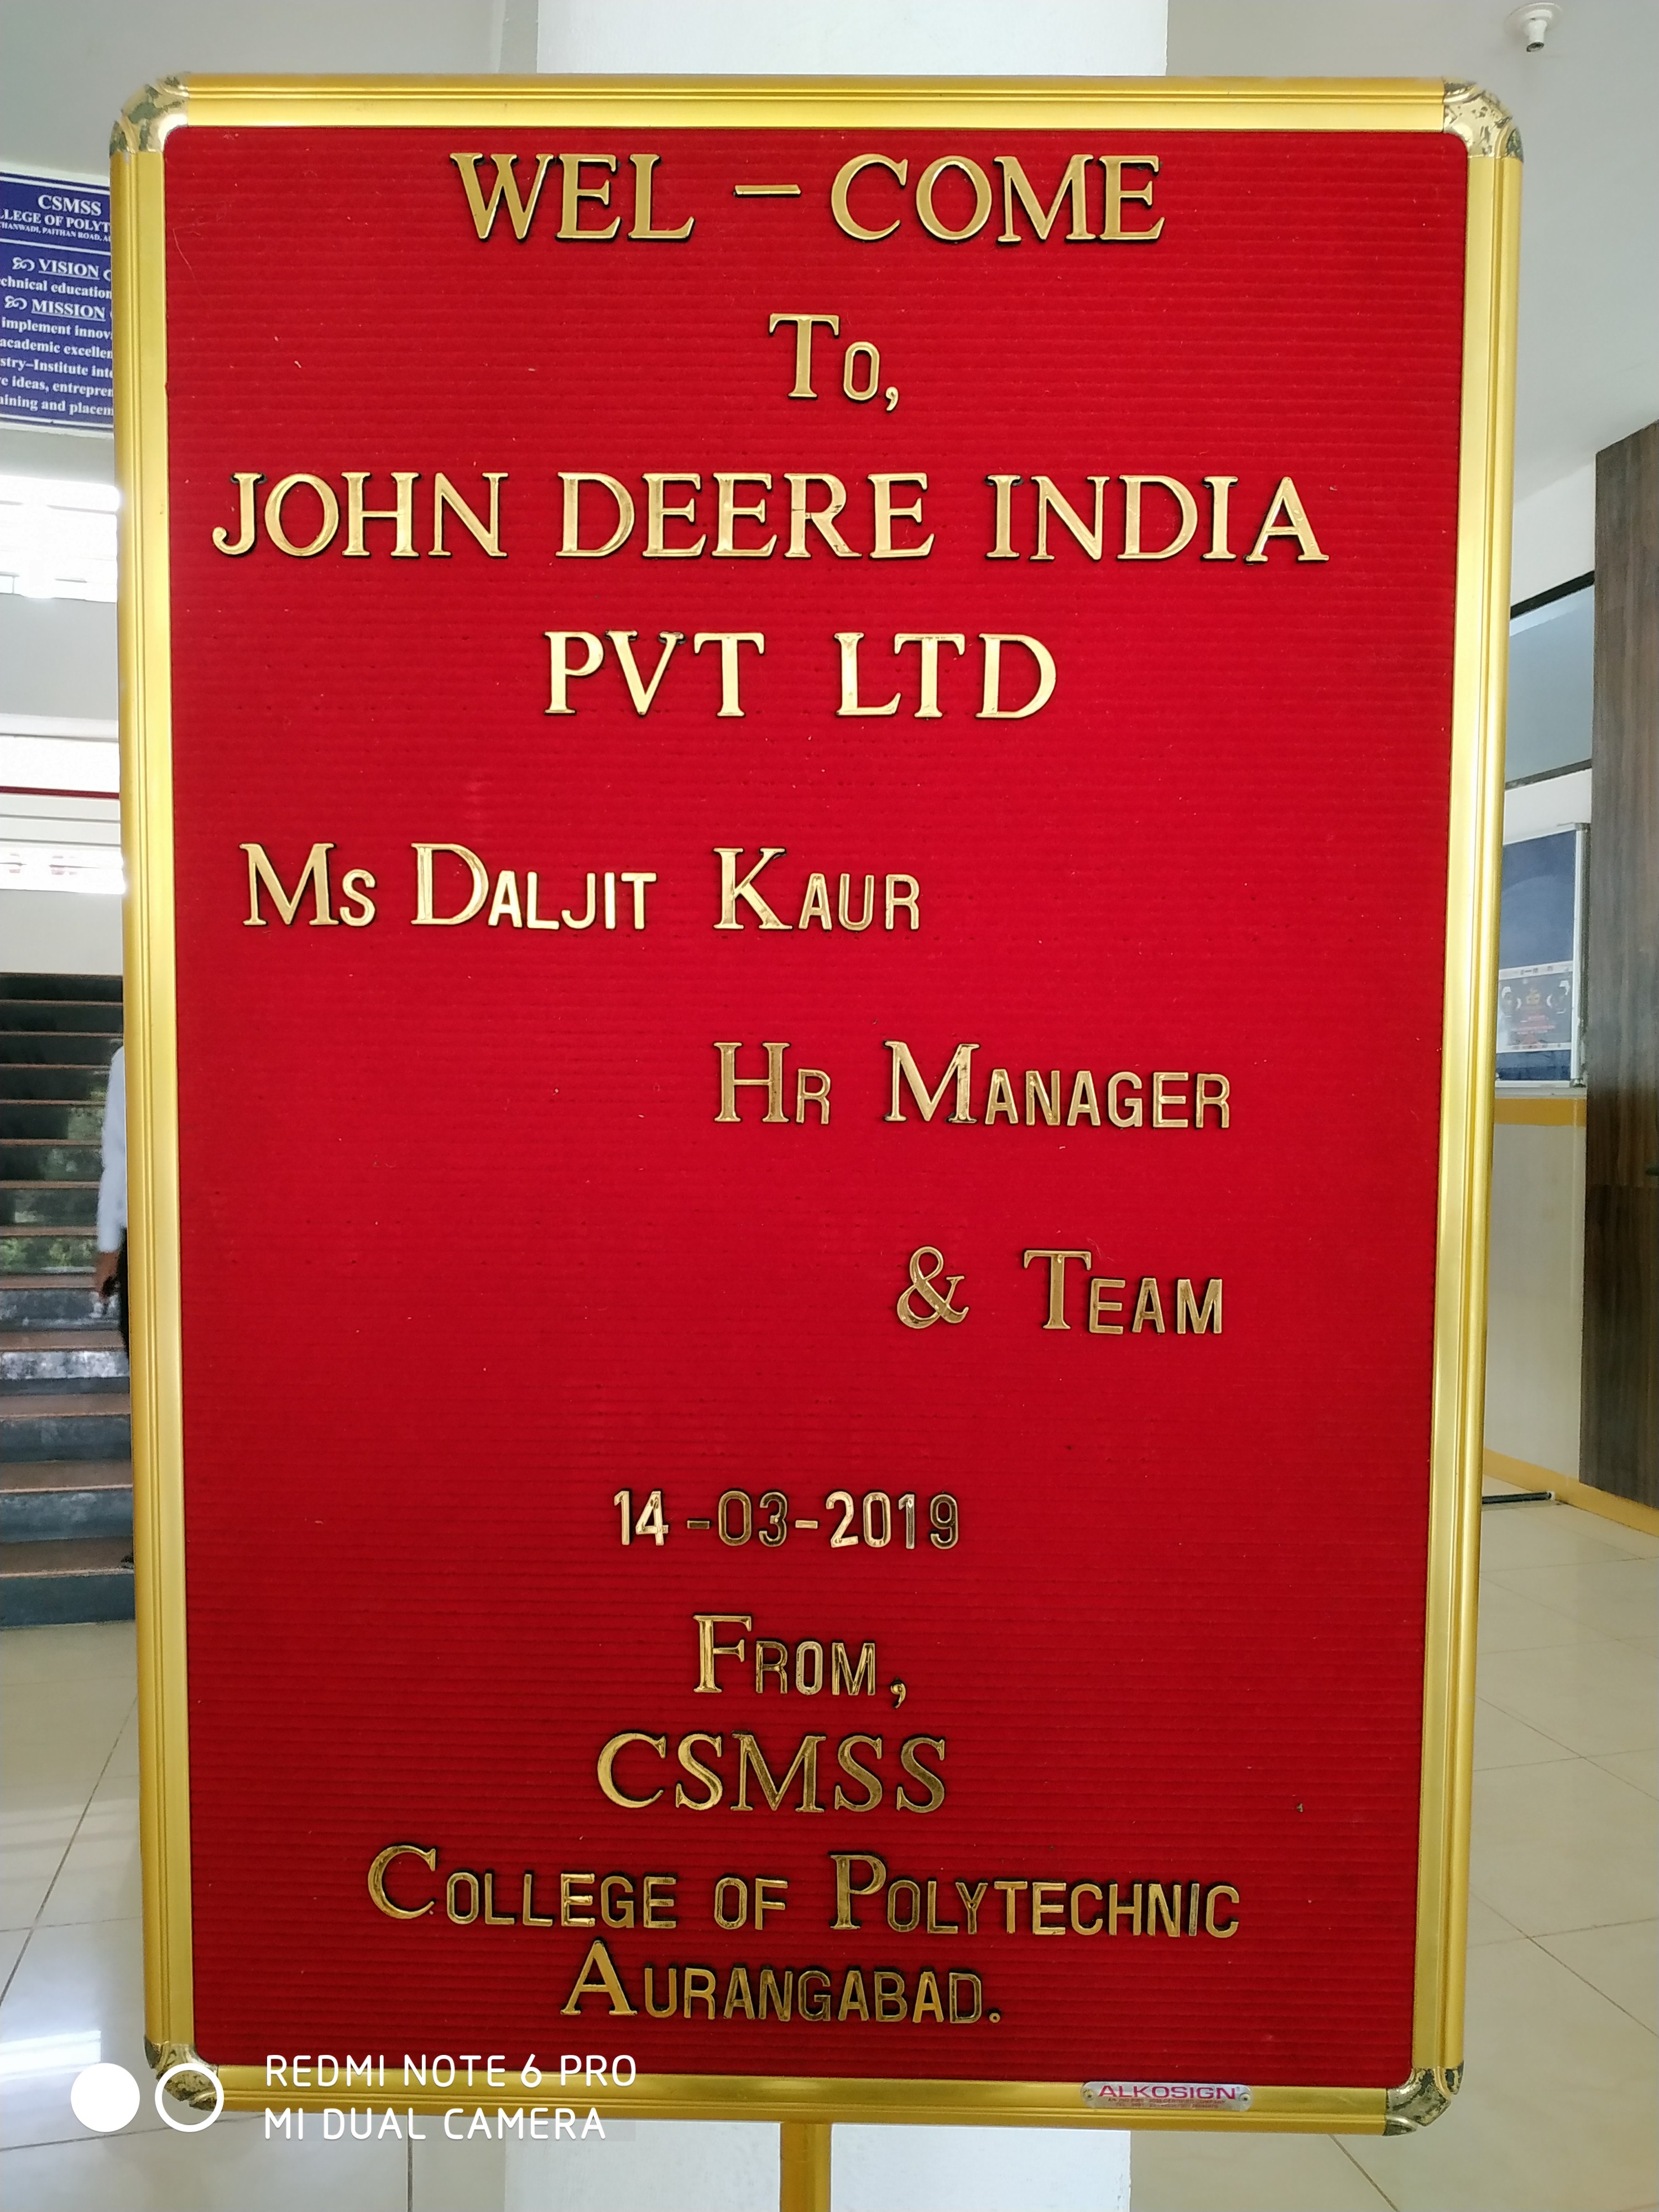 WEL - COME
To,
JOHN DEERE INDIA
PVT LTD
Ms DALJIT KAUR
HR MANAGER
& TEAM
14-03-2019
FROM,
CSMSS
COLLEGE OF POLYTECHNIC
AURANGABAD.
CSMSS
LLEGE OF POLYT
HANWADI, PAITHAN ROAD, A
VISION
chnical education
MISSION
implement innov
academic excellen
stry–Institute inte
e ideas, entrepren
ining and placem
ALKOSIGN
REDMI NOTE 6 PRO
MI DUAL CAMERA